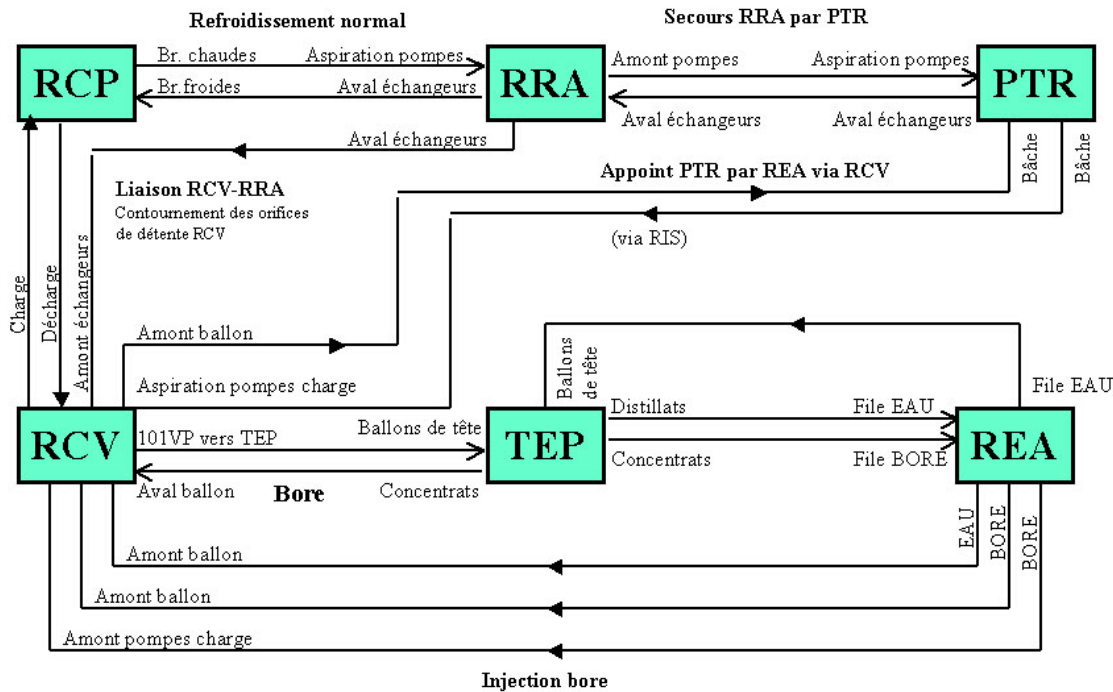 Refroidissement normal
Secours RRA par PTR
RCP
Br. chaudes
Aspiration pompes
RRA
Amont pompes
Aspiration pompes
PTR
Br.froides
Aval échangeurs
Aval échangeurs
Aval échangeurs
Aval échangeurs
Bâche
Bâche
Liaison RCV-RRA
Contournement des orifices
de détente RCV
Appoint PTR par REA via RCV
(via RIS)
Charge
Décharge
Amont échangeurs
Amont ballon
Aspiration pompes charge
Ballons
de tête
File EAU
RCV
101VP vers TEP
Ballons de tête
TEP
Distillats
File EAU
REA
Concentrats
File BORE
Aval ballon
Bore
Concentrats
EAU
BORE
BORE
Amont ballon
Amont ballon
Amont pompes charge
Injection bore